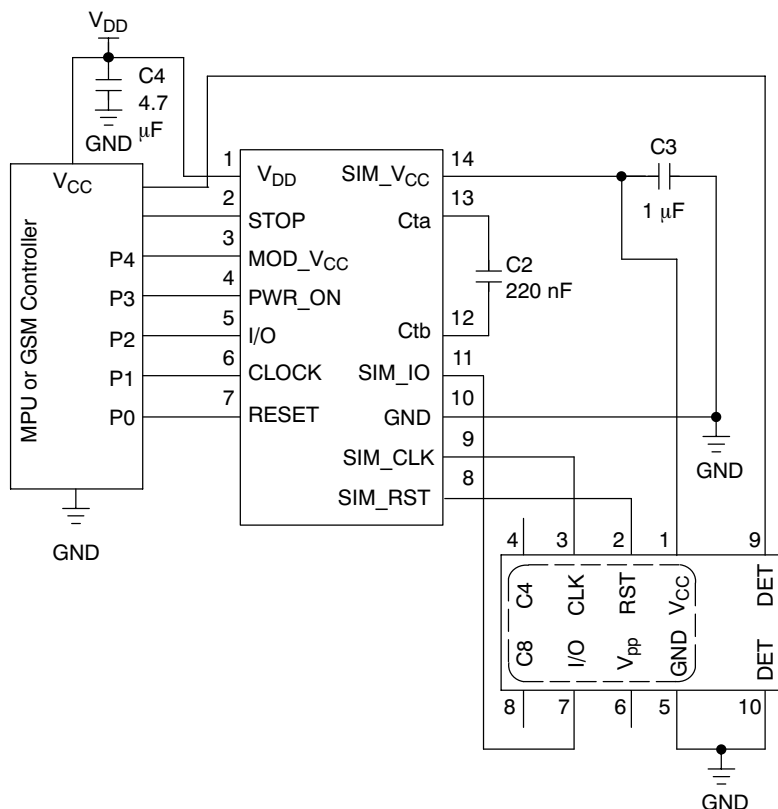 VDD
C4
4.7
μF
GND
MPU or GSM Controller
VCC
P4
P3
P2
P1
P0
GND
1
2
3
4
5
6
7
VDD
STOP
MOD_VCC
PWR_ON
I/O
CLOCK
RESET
SIM_VCC
Cta
Ctb
SIM_IO
GND
SIM_CLK
SIM_RST
14
13
12
11
10
9
8
C3
1 μF
C2
220 nF
GND
4 3 2 1 9
C4 CLK RST VCC DET
C8 I/O Vpp GND DET
8 7 6 5 10
GND